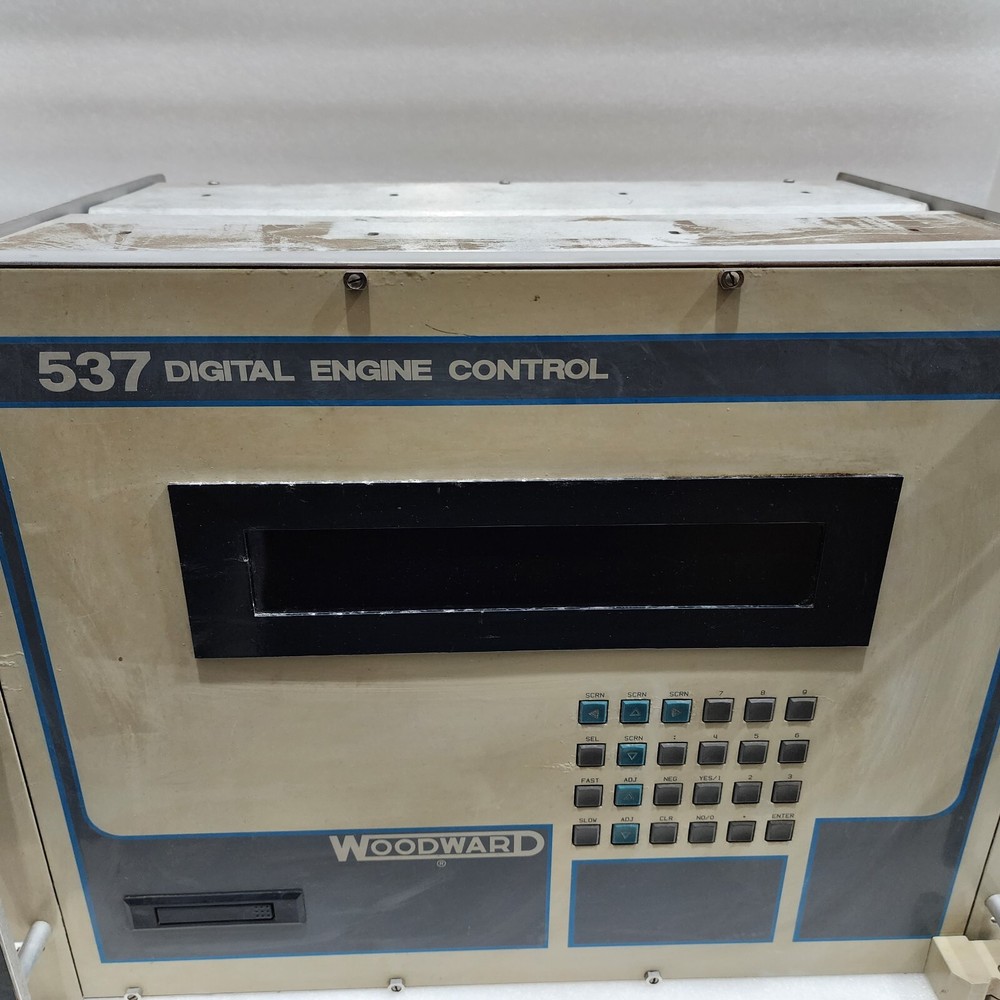 537 DIGITAL ENGINE CONTROL
SCRN SCRN SCRN 7 8 9
SEL SCRN : 4 5 6
FAST ADJ NEG YES/1 2 3
SLOW ADJ CLR NO/0 . ENTER
WOODWARD
®